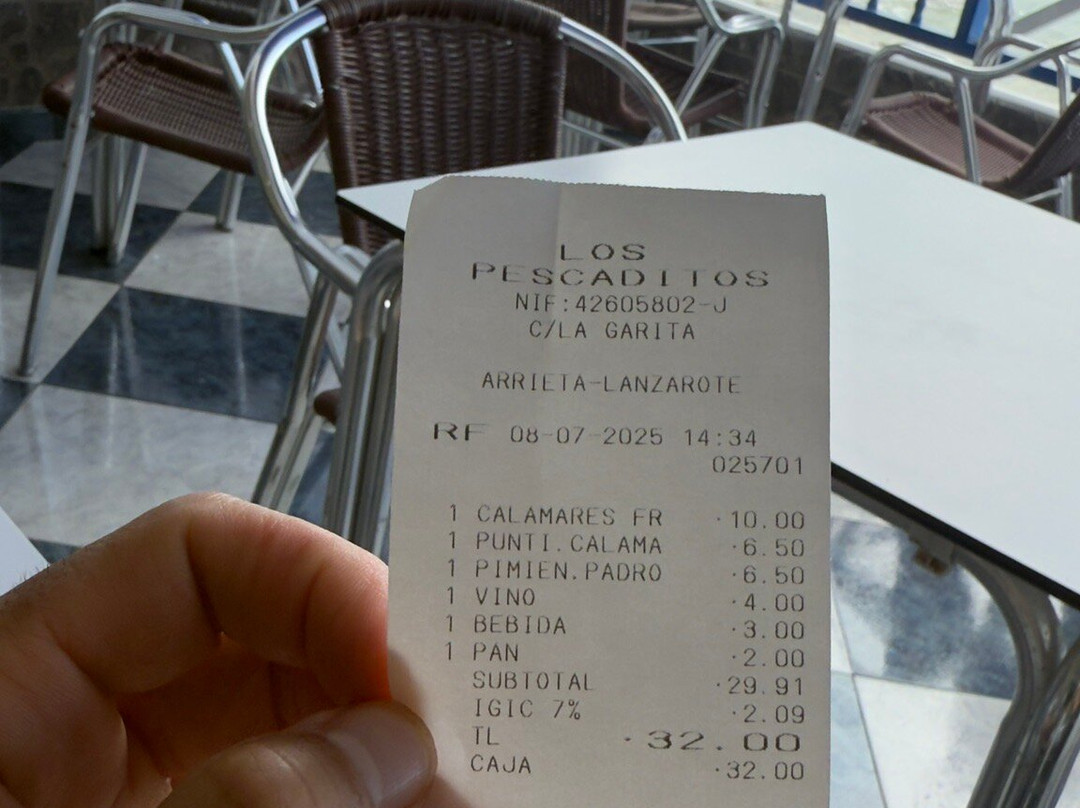 LOS
PESCADITOS
NIF:42605802-J
C/LA GARITA
ARRIETA-LANZAROTE
RF 08-07-2025 14:34
025701
1 CALAMARES FR ·10.00
1 PUNTI.CALAMA ·6.50
1 PIMIEN.PADRO ·6.50
1 VINO ·4.00
1 BEBIDA ·3.00
1 PAN ·2.00
SUBTOTAL ·29.91
IGIC 7% ·2.09
TL ·32.00
CAJA ·32.00